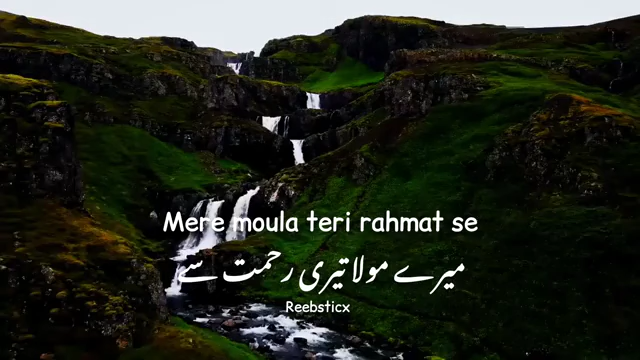 Mere moula teri rahmat se
میرے مولا تیری رحمت سے
Reebsticx